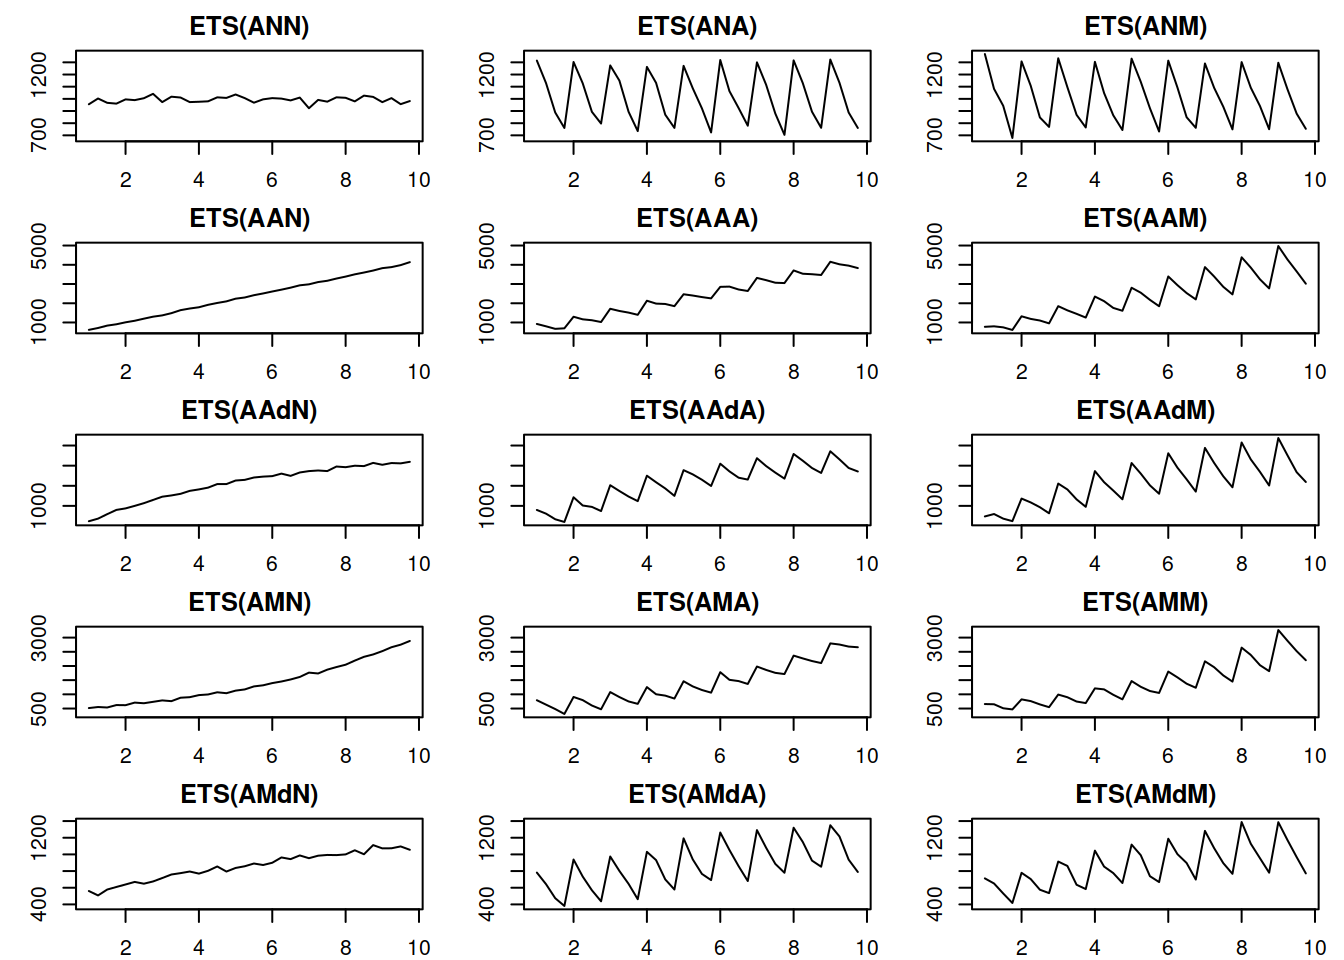 ETS(ANN) ETS(ANA) ETS(ANM)
700 1200 700 1200 700 1200
2 4 6 8 10 2 4 6 8 10 2 4 6 8 10
ETS(AAN) ETS(AAA) ETS(AAM)
1000 5000 1000 5000 1000 5000
2 4 6 8 10 2 4 6 8 10 2 4 6 8 10
ETS(AAdN) ETS(AAdA) ETS(AAdM)
1000 1000 1000
2 4 6 8 10 2 4 6 8 10 2 4 6 8 10
ETS(AMN) ETS(AMA) ETS(AMM)
500 3000 500 3000 500 3000
2 4 6 8 10 2 4 6 8 10 2 4 6 8 10
ETS(AMdN) ETS(AMdA) ETS(AMdM)
400 1200 400 1200 400 1200
2 4 6 8 10 2 4 6 8 10 2 4 6 8 10